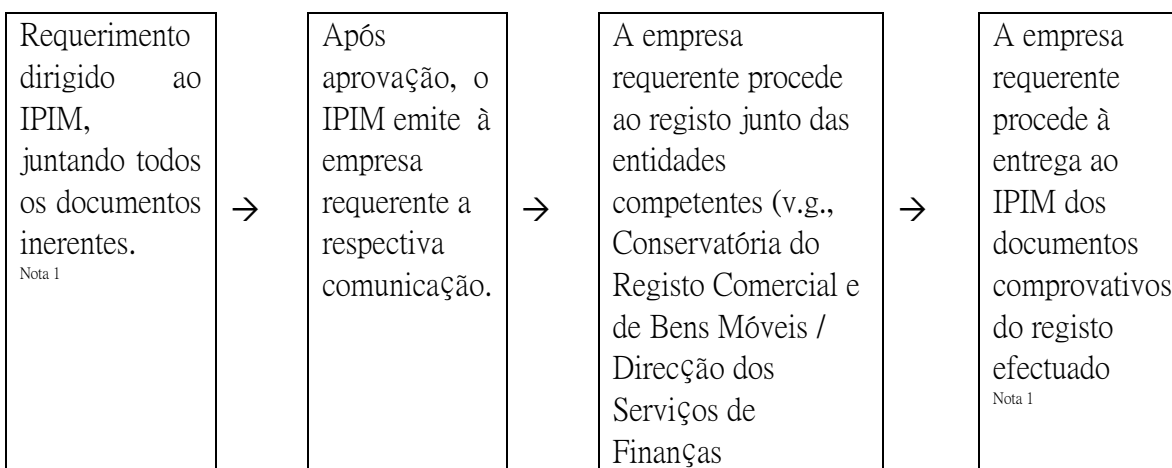 Requerimento
dirigido ao
IPIM,
juntando todos
os documentos
inerentes.
Nota 1
→
Após
aprovação, o
IPIM emite à
empresa
requerente a
respectiva
comunicação.
→
A empresa
requerente procede
ao registo junto das
entidades
competentes (v.g.,
Conservatória do
Registo Comercial e
de Bens Móveis /
Direcção dos
Serviços de
Finanças
→
A empresa
requerente
procede à
entrega ao
IPIM dos
documentos
comprovativos
do registo
efectuado
Nota 1